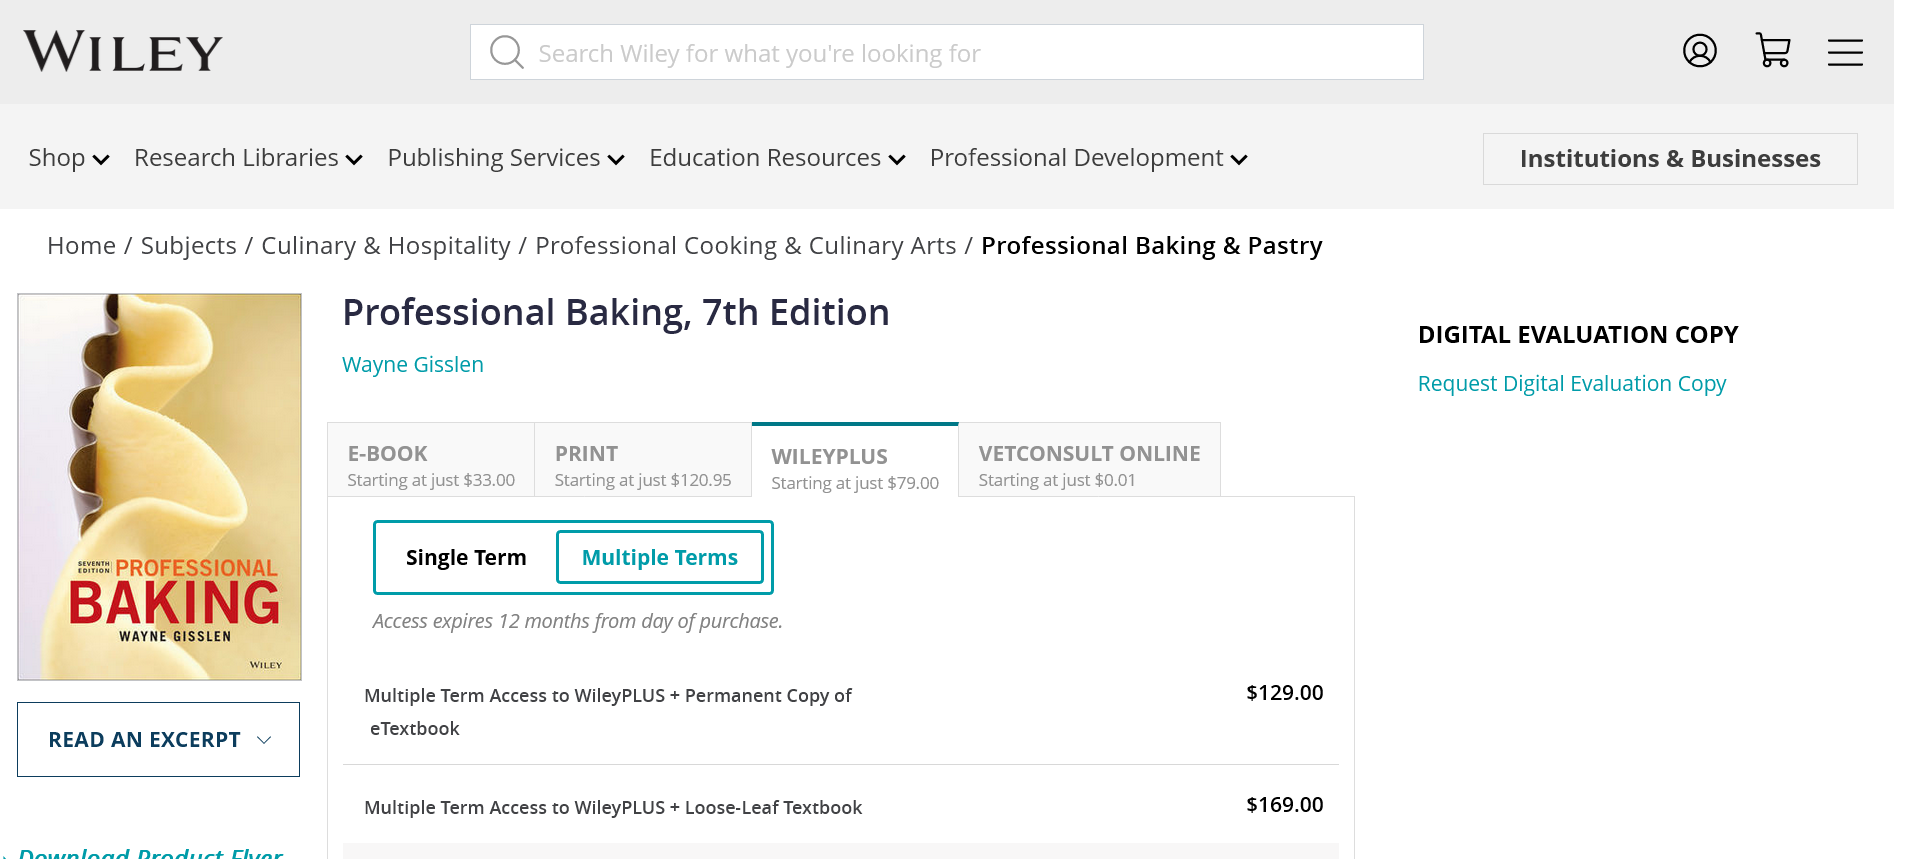 WILEY
Search Wiley for what you're looking for
Shop Research Libraries Publishing Services Education Resources Professional Development Institutions & Businesses
Home / Subjects / Culinary & Hospitality / Professional Cooking & Culinary Arts / Professional Baking & Pastry
SEVENTH
EDITION
PROFESSIONAL
BAKING
WAYNE GISSLEN
WILEY
READ AN EXCERPT
Download Product Flyer
Professional Baking, 7th Edition
Wayne Gisslen
E-BOOK
Starting at just $33.00
PRINT
Starting at just $120.95
WILEYPLUS
Starting at just $79.00
VETCONSULT ONLINE
Starting at just $0.01
Single Term Multiple Terms
Access expires 12 months from day of purchase.
Multiple Term Access to WileyPLUS + Permanent Copy of
eTextbook
$129.00
Multiple Term Access to WileyPLUS + Loose-Leaf Textbook
$169.00
DIGITAL EVALUATION COPY
Request Digital Evaluation Copy